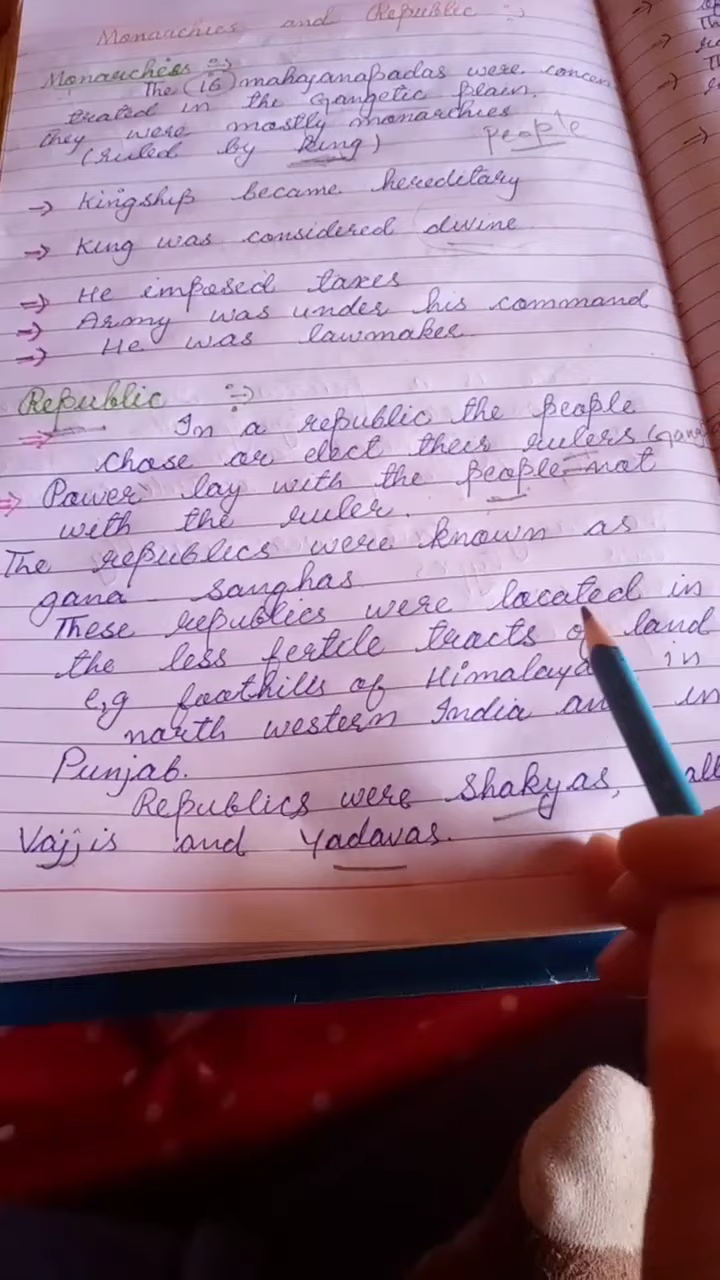 Monarchies and Republic :→
Monarchess :→
The (16) mahajanapadas were concen
trated in the Gangetic plain.
They were mostly monarchies
(ruled by king) people
→ Kingship became hereditary
→ King was considered divine
→ He imposed taxes
→ Army was under his command
→ He was lawmaker
Republic :→
→ In a republic the people
chose or elect their rulers (gana
→ Power lay with the people not
with the ruler.
The republics were known as
gana sanghas
These republics were located in
the less fertile tracts of land
e,g foothills of Himalaya in
north western India an in
Punjab.
Republics were Shakyas, all
Vajjis and Yadavas.